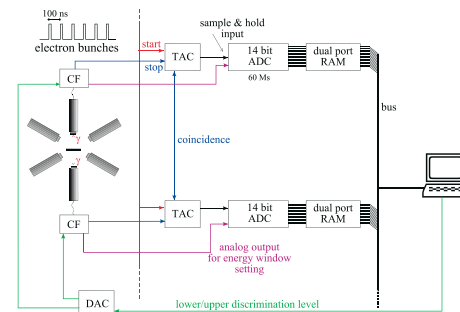 100 ns
electron bunches
sample & hold
input
start
stop
TAC
14 bit
ADC
60 Ms
dual port
RAM
CF
γ
γ
bus
coincidence
TAC
14 bit
ADC
dual port
RAM
CF
analog output
for energy window
setting
DAC
lower/upper discrimination level